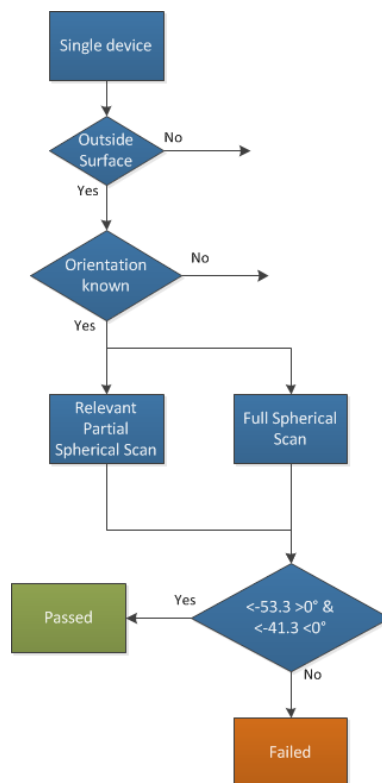 Single device
Outside
Surface
No
Yes
Orientation
known
No
Yes
Relevant
Partial
Spherical Scan
Full Spherical
Scan
<-53.3 >0° &
<-41.3 <0°
Yes
Passed
No
Failed